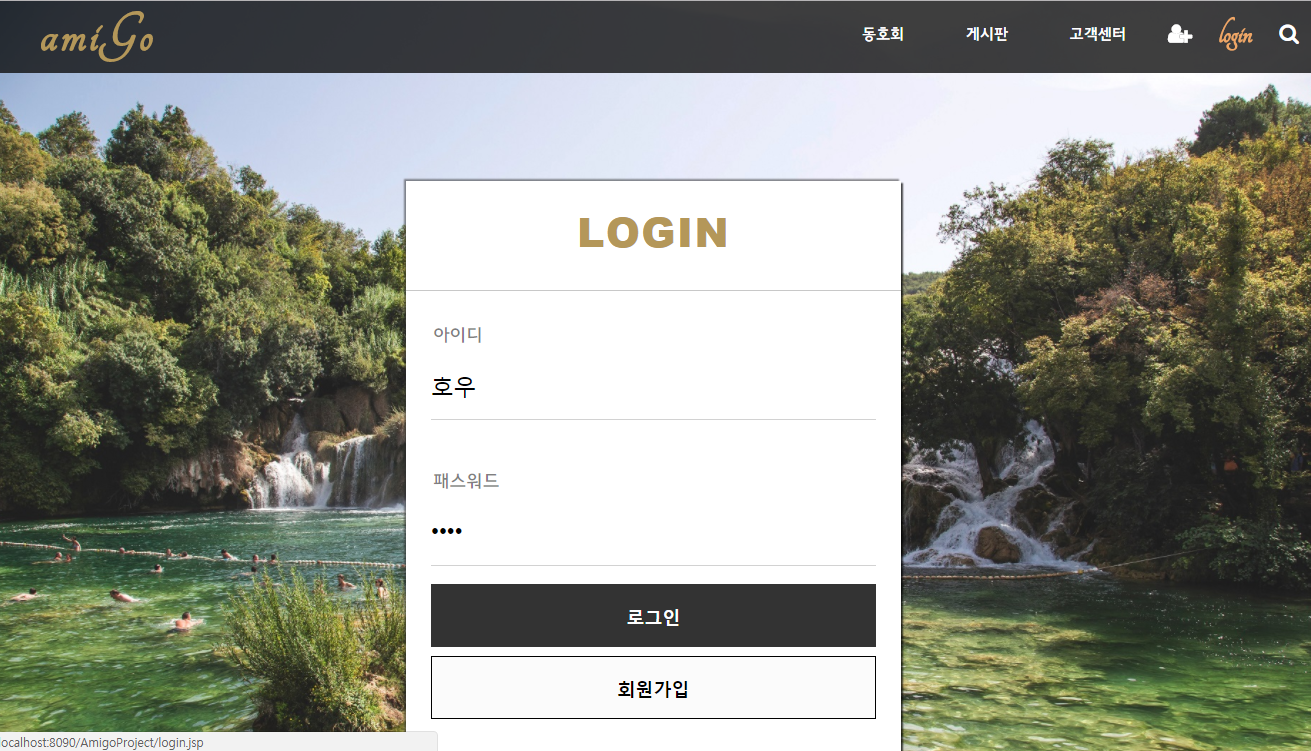 amiGo
동호회 게시판 고객센터 login
LOGIN
아이디
호우
패스워드
••••
로그인
회원가입
localhost:8090/AmigoProject/login.jsp